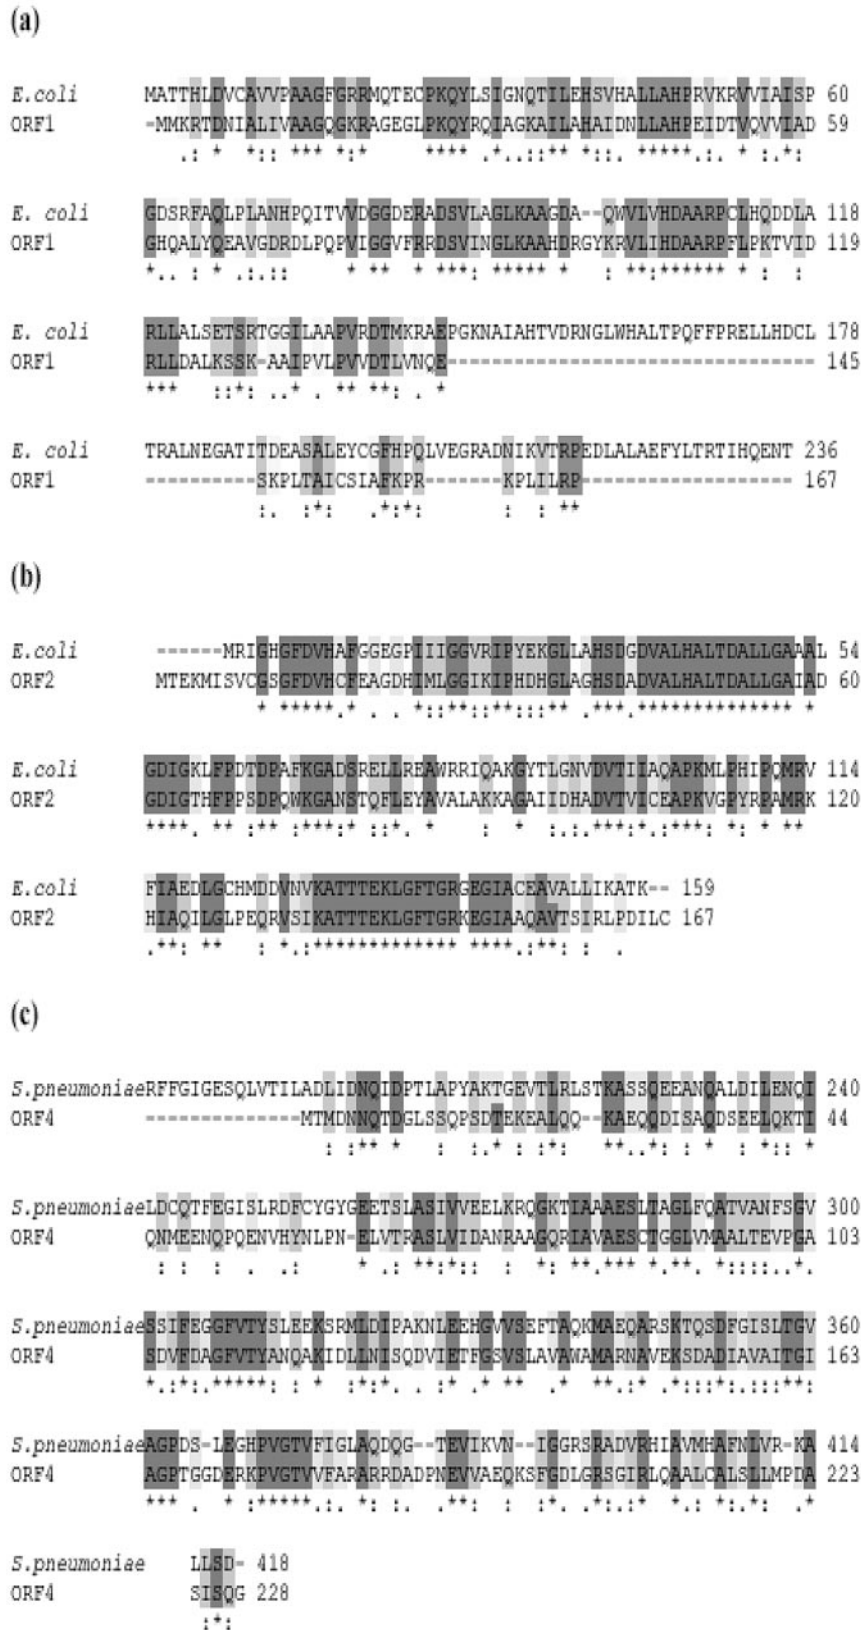 (a)
E.coli MATTHLDVCAVVPAAGFGRRMQTECPKQYLSIGNQTILEHSVHALLAHPRVKRVVIAISP 60
ORF1 -MMKRTDNIALIVAAGQGKRAGEGLPKQYRQIAGKAILAHAIDNLLAHPEIDTVQVVIAD 59
.: * *:: *** *:* **** .*..:** *::. *****.:. * :.*:
E. coli GDSRFAQLPLANHPQITVVDGGDERADSVLAGLKAAGDA--QWVLVHDAARPCLHQDDLA 118
ORF1 GHQALYQEAVGDRDLPQPVIGGVFRRDSVINGLKAAHDRGYKRVLIHDAARPFLPKTVID 119
*.. : * .:.:: * ** * ***: ***** * : **:****** * : :
E. coli RLLALSETSRTGGILAAPVRDTMKRAEPGKNAIAHTVDRNGLWHALTPQFFPRELLHDCL 178
ORF1 RLLDALKSSK-AAIPVLPVVDTLVNQE--------------------------------- 145
*** ::*: ..* . ** **:. . *
E. coli TRALNEGATITDEASALEYCGFHPQLVEGRADNIKVTRPEDLALAEFYLTRTIHQENT 236
ORF1 ----------SKPLTAICSIAFKPR-------KPLILRP------------------- 167
:. :*: .*:*: : : **
(b)
E.coli ------MRIGHGFDVHAFGGEGPIIIGGVRIPYEKGLLAHSDGDVALHALTDALLGAAAL 54
ORF2 MTEKMISVCGSGFDVHCFEAGDHIMLGGIKIPHDHGLAGHSDADVALHALTDALLGAIAD 60
* *****.* . . *::**::**:::** .***.************** *
E.coli GDIGKLFPDTDPAFKGADSRELLREAWRRIQAKGYTLGNVDVTIIAQAPKMLPHIPQMRV 114
ORF2 GDIGTHFPPSDPQWKGANSTQFLEYAVALAKKAGAIIDHADVTVICEAPKVGPYRPAMRK 120
****. ** :** :***:* ::*. * : * :.:.***:*.:***: *: * **
E.coli FIAEDLGCHMDDVNVKATTTEKLGFTGRGEGIACEAVALLIKATK-- 159
ORF2 HIAQILGLPEQRVSIKATTTEKLGFTGRKEGIAAQAVTSIRLPDILC 167
.**: ** : *.:************* ****.:**: : .
(c)
S.pneumoniae RFFGIGESQLVTILADLIDNQIDPTLAPYAKTGEVTLRLSTKASSQEEANQALDILENQI 240
ORF4 --------------MTMDNNQTDGLSSQPSDTEKEALQQ--KAEQQDISAQDSEELQKTI 44
: :** * : :.* : :*: **..*: : * : *:: *
S.pneumoniae LDCQTFEGISLRDFCYGYGEETSLASIVVEELKRQGKTIAAAESLTAGLFQATVANFSGV 300
ORF4 QNMEENQPQENVHYNLPN-ELVTRASLVIDANRAAGQRIAVAESCTGGLVMAALTEVPGA 103
: : : . .: * .: **:*:: : *: **.*** *.**. *::::..*.
S.pneumoniae SSIFEGGFVTYSLEEKSRMLDIPAKNLEEHGVVSEFTAQKMAEQARSKTQSDFGISLTGV 360
ORF4 SDVFDAGFVTYANQAKIDLLNISQDVIETFGSVSLAVAWAMARNAVEKSDADIAVAITGI 163
*.:*:.*****: : * :*:*. . :* .* ** .* **.:* .*:::*:.:::**:
S.pneumoniae AGPDS-LEGHPVGTVFIGLAQDQG--TEVIKVN--IGGRSRADVRHIAVMHAFNLVR-KA 414
ORF4 AGPTGGDERKPVGTVVFARARRDADPNEVVAEQKSFGDLGRSGIRLQAALCALSLLMPDA 223
*** . * :*****.:. *: :. .**: : :*. .*:.:* *.: *:.*: .*
S.pneumoniae LLSD- 418
ORF4 SISQG 228
:*: